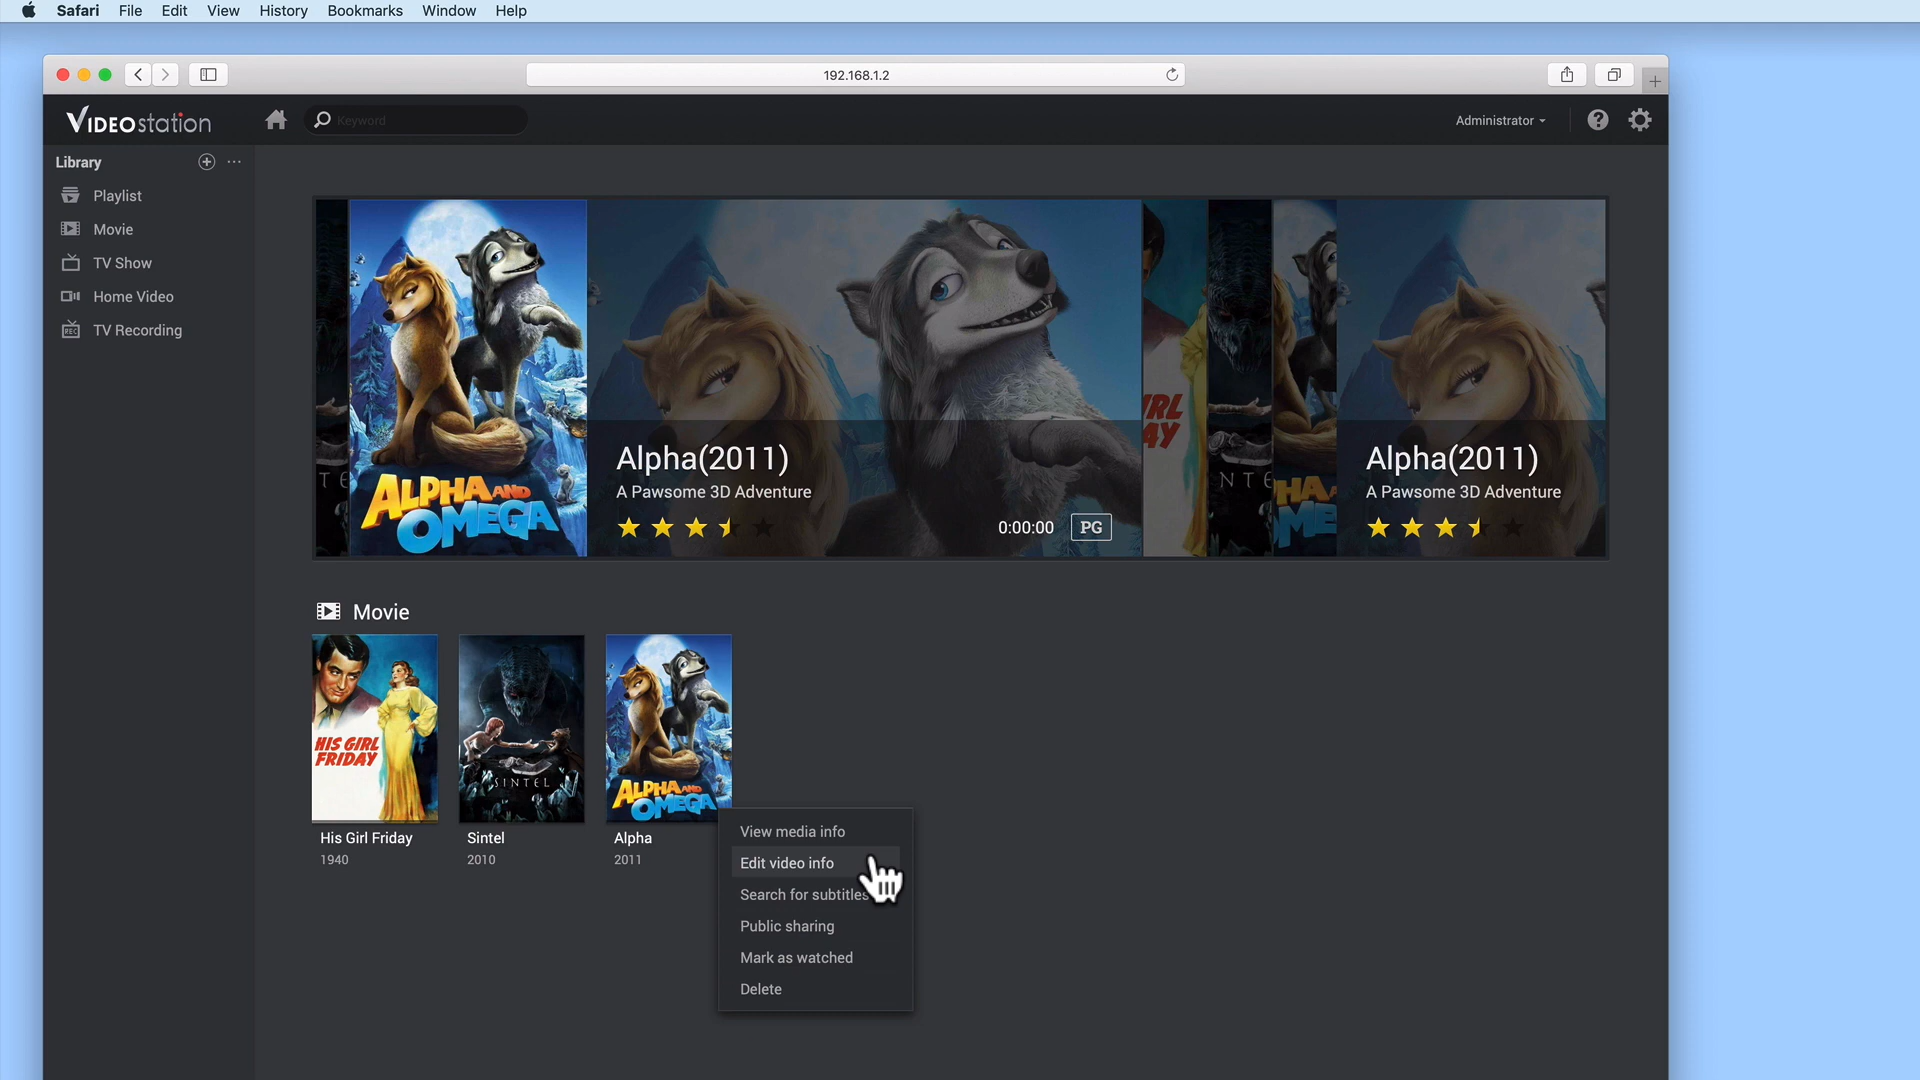 Safari File Edit View History Bookmarks Window Help
192.168.1.2
VIDEOstation
Keyword
Administrator
Library
Playlist
Movie
TV Show
Home Video
REC
TV Recording
ALPHA AND
OMEGA
Alpha(2011)
A Pawsome 3D Adventure
0:00:00 PG
Alpha(2011)
A Pawsome 3D Adventure
Movie
HIS GIRL
FRIDAY
SINTEL
ALPHA AND
OMEGA
His Girl Friday
1940
Sintel
2010
Alpha
2011
View media info
Edit video info
Search for subtitles
Public sharing
Mark as watched
Delete